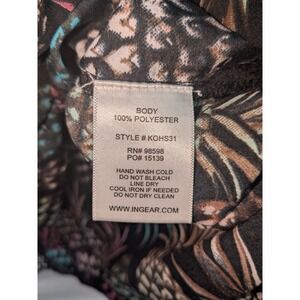 BODY
100% POLYESTER
STYLE # KOHS31
RN# 98598
PO# 15139
HAND WASH COLD
DO NOT BLEACH
LINE DRY
COOL IRON IF NEEDED
DO NOT DRY CLEAN
WWW.INGEAR.COM